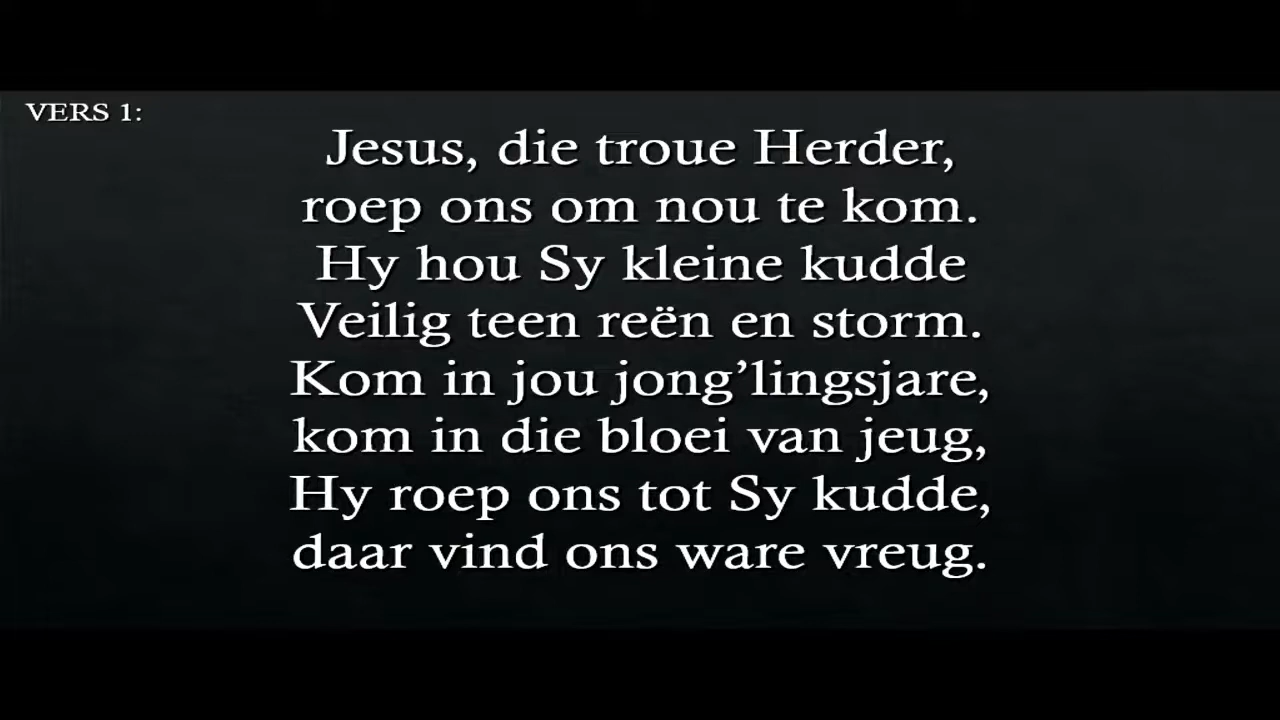 VERS 1:
Jesus, die troue Herder,
roep ons om nou te kom.
Hy hou Sy kleine kudde
Veilig teen reën en storm.
Kom in jou jong’lingsjare,
kom in die bloei van jeug,
Hy roep ons tot Sy kudde,
daar vind ons ware vreug.